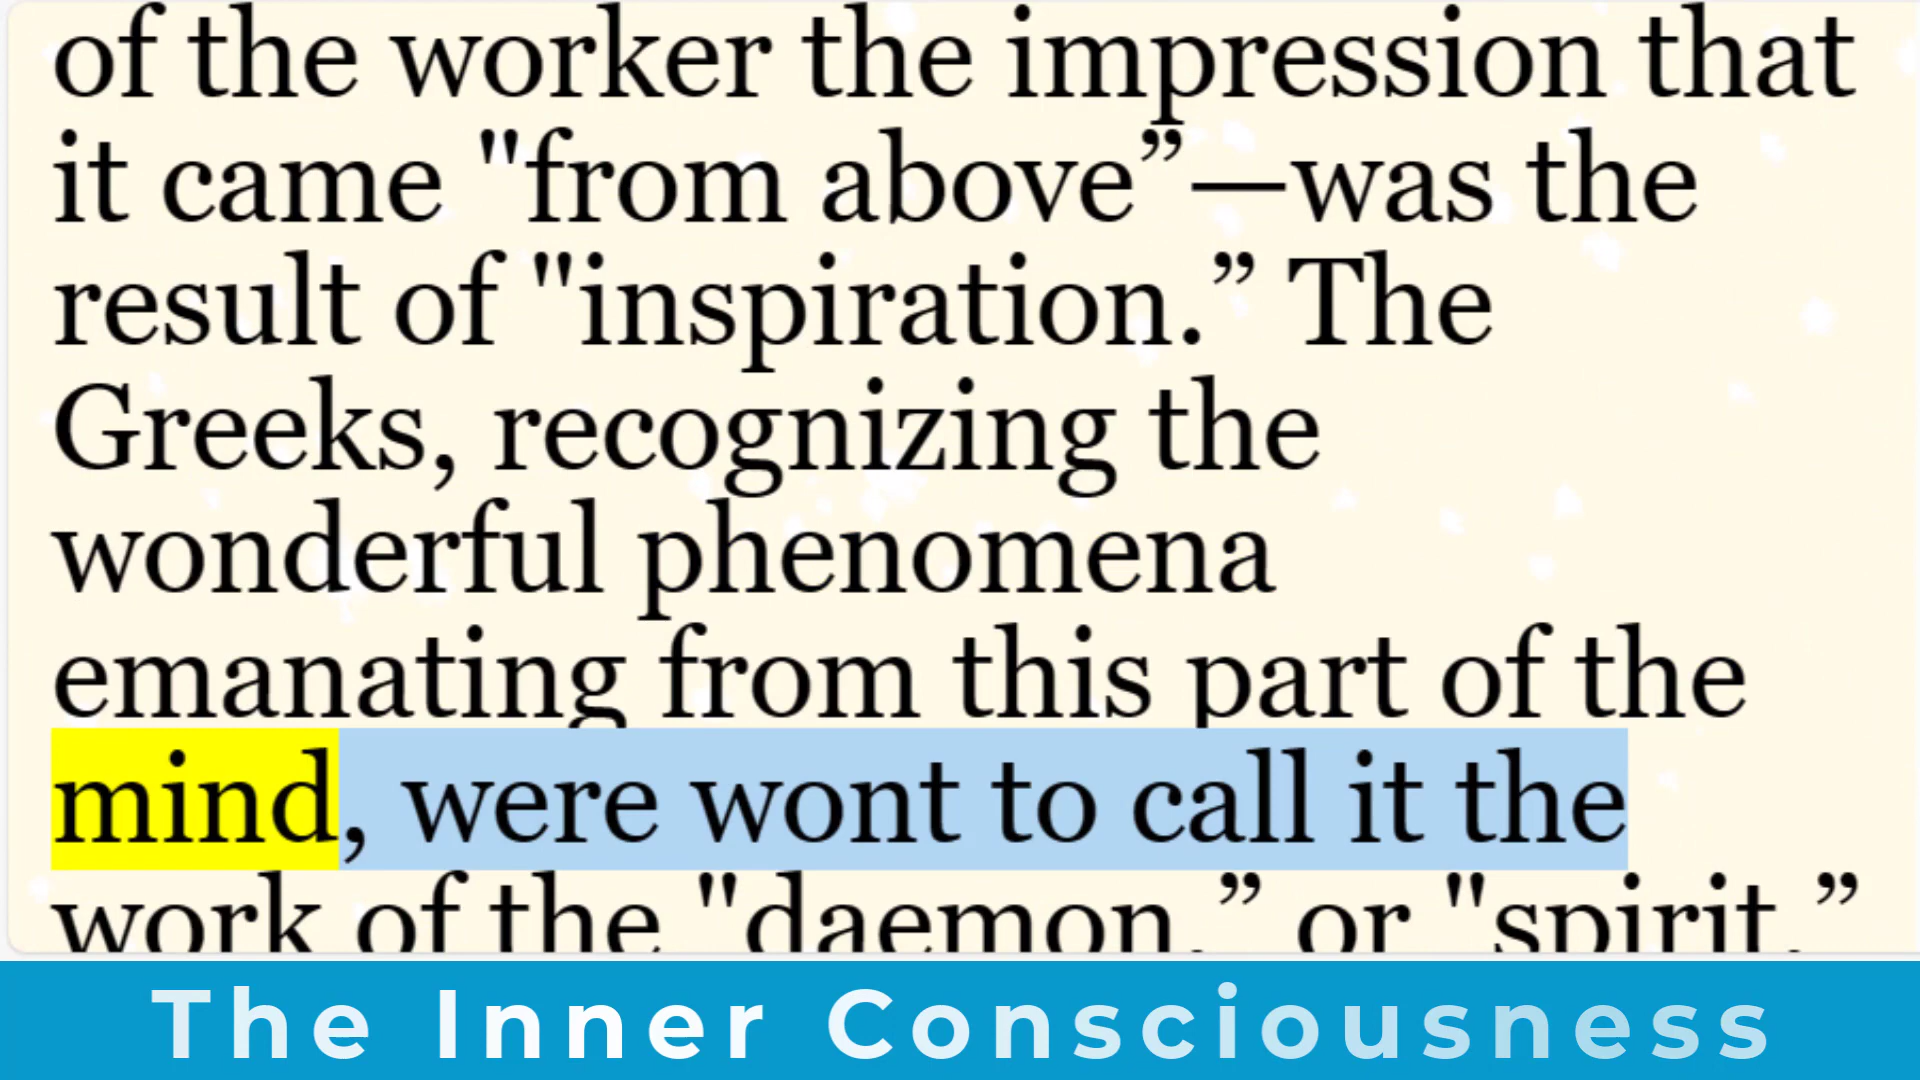 of the worker the impression that
it came "from above”—was the
result of "inspiration.” The
Greeks, recognizing the
wonderful phenomena
emanating from this part of the
mind, were wont to call it the
work of the "daemon,” or "spirit,”
The Inner Consciousness